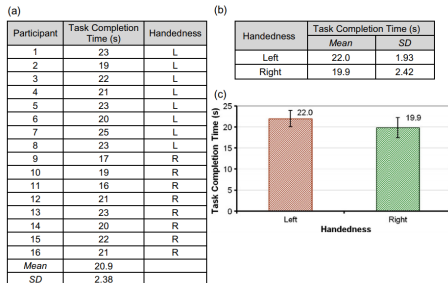 (a)
Participant Task Completion Time (s) Handedness
1 23 L
2 19 L
3 22 L
4 21 L
5 23 L
6 20 L
7 25 L
8 23 L
9 17 R
10 19 R
11 16 R
12 21 R
13 23 R
14 20 R
15 22 R
16 21 R
Mean 20.9
SD 2.38
(b)
Handedness Task Completion Time (s)
Mean SD
Left 22.0 1.93
Right 19.9 2.42
(c)
Task Completion Time (s)
25
20
15
10
5
0
22.0
19.9
Left Right
Handedness